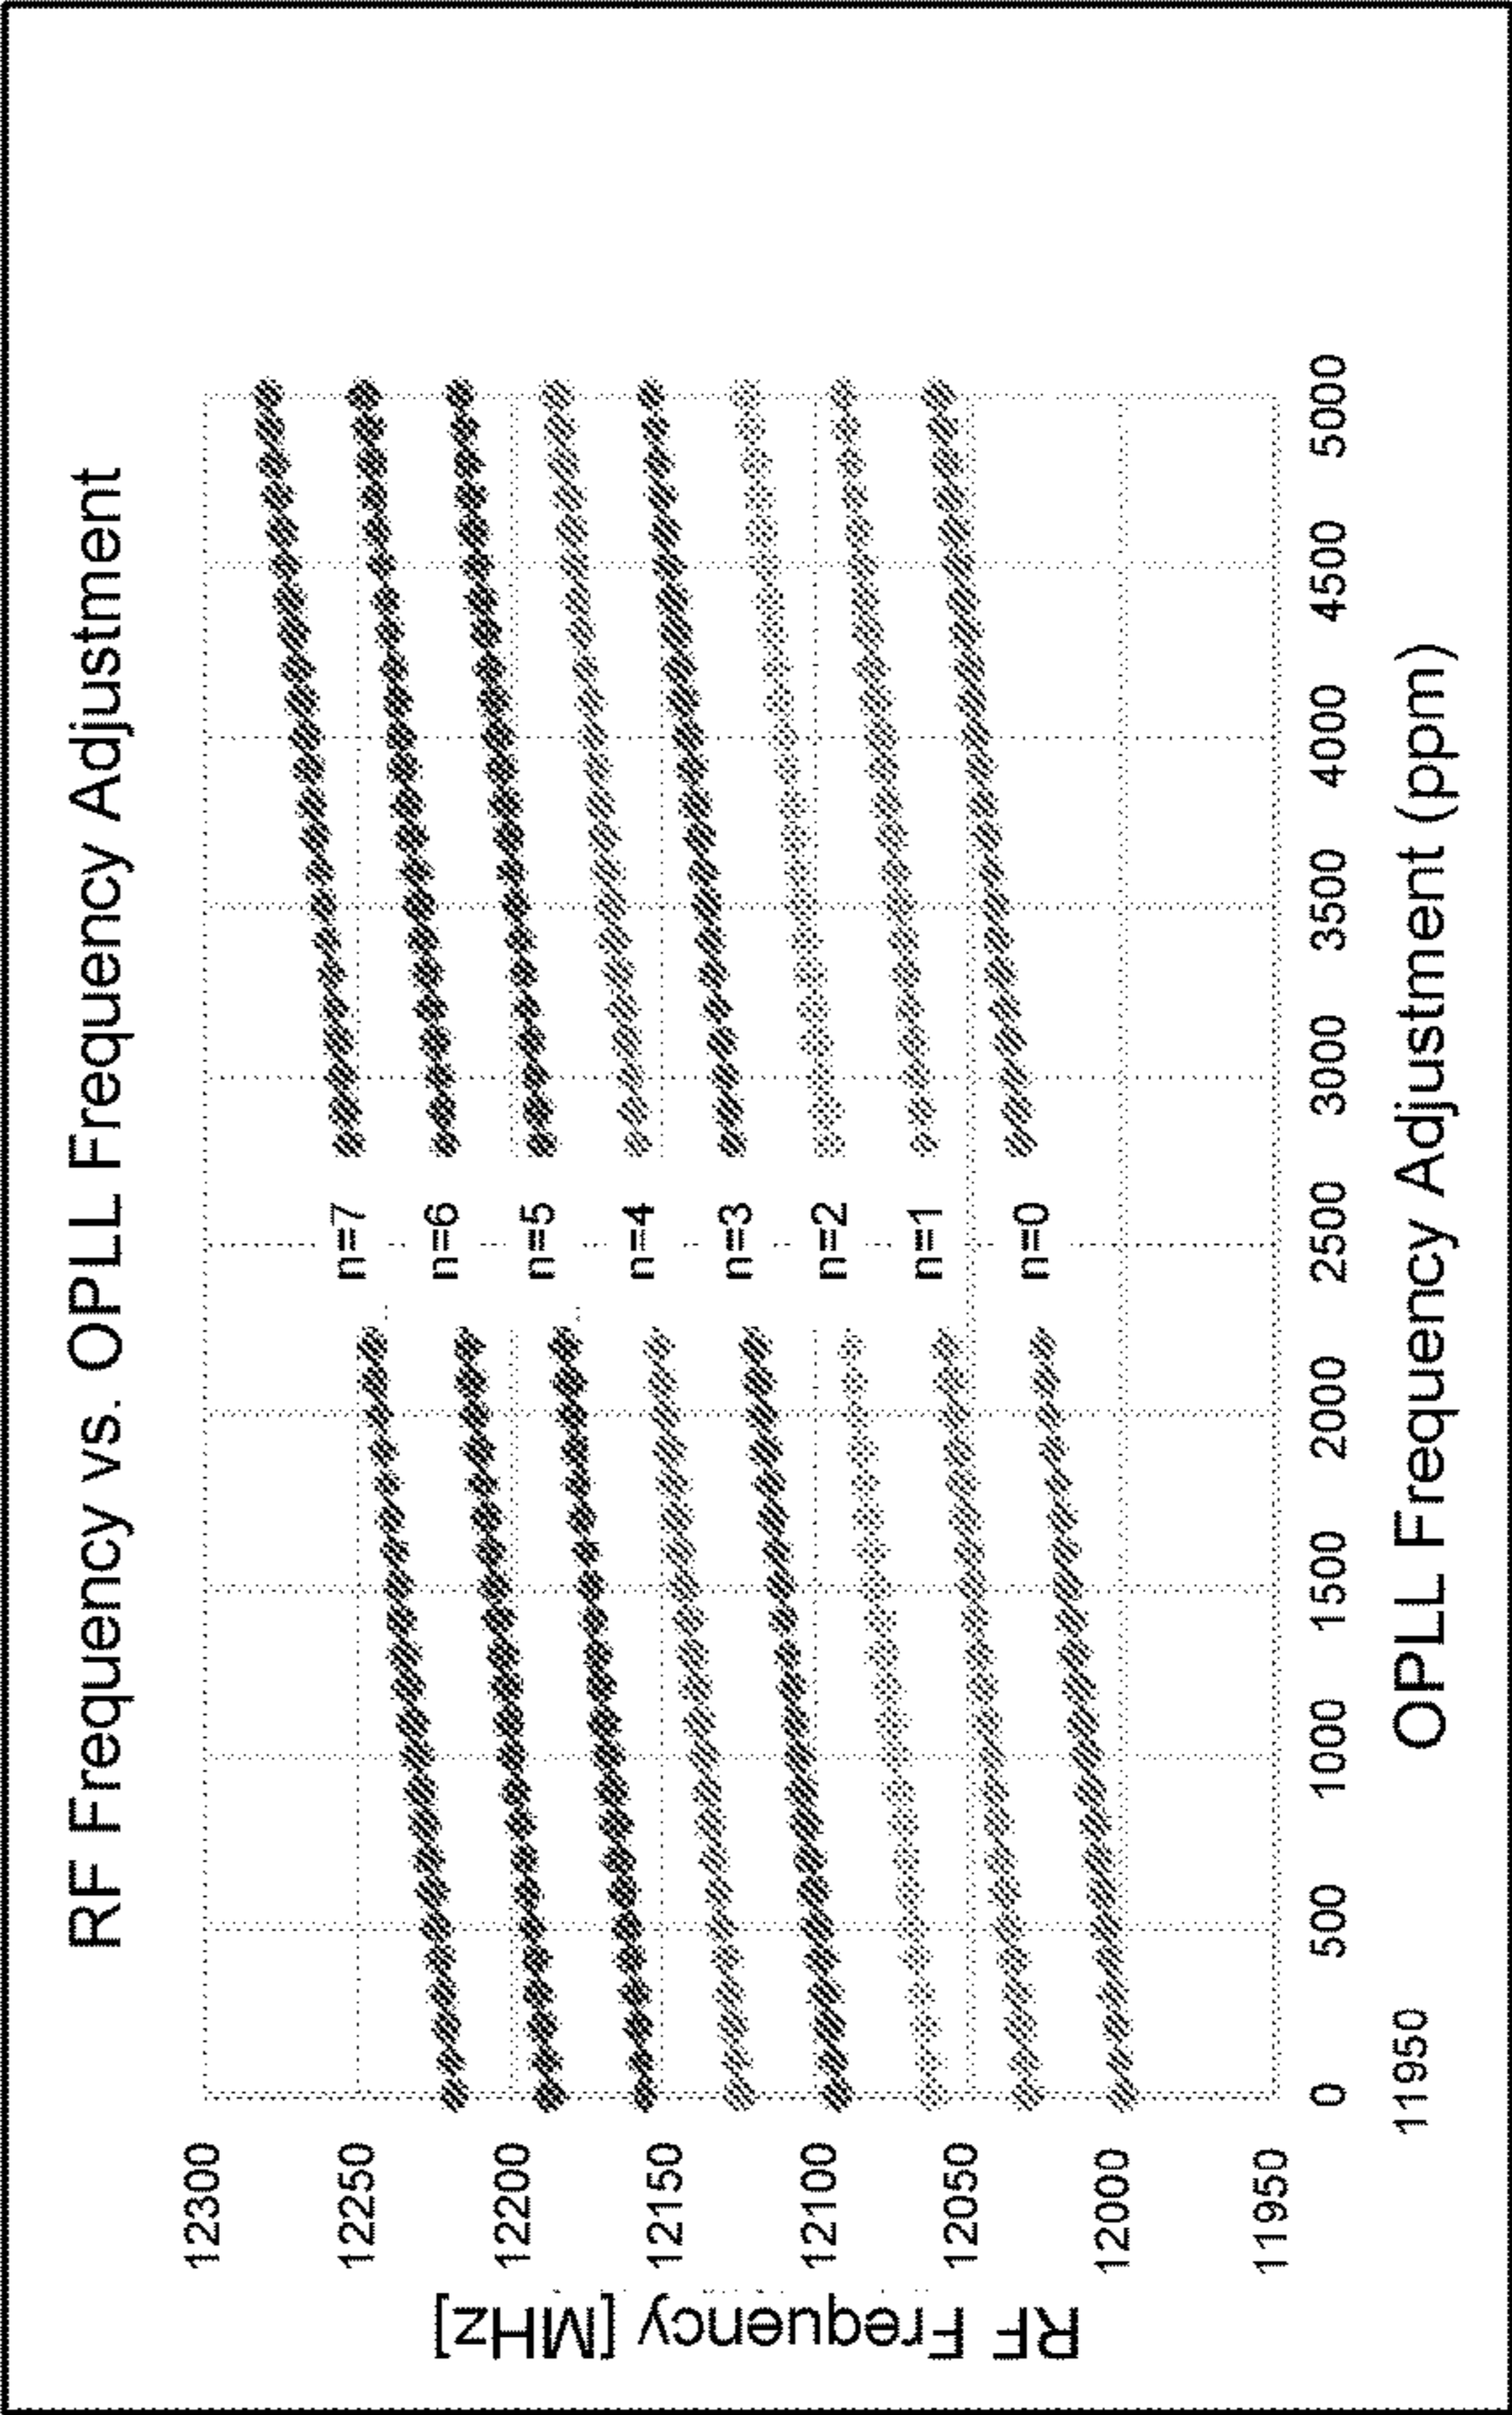 RF Frequency vs. OPLL Frequency Adjustment
RF Frequency [MHz]
12300
12250
12200
12150
12100
12050
12000
11950
n=7
n=6
n=5
n=4
n=3
n=2
n=1
n=0
0 500 1000 1500 2000 2500 3000 3500 4000 4500 5000
11950
OPLL Frequency Adjustment (ppm)